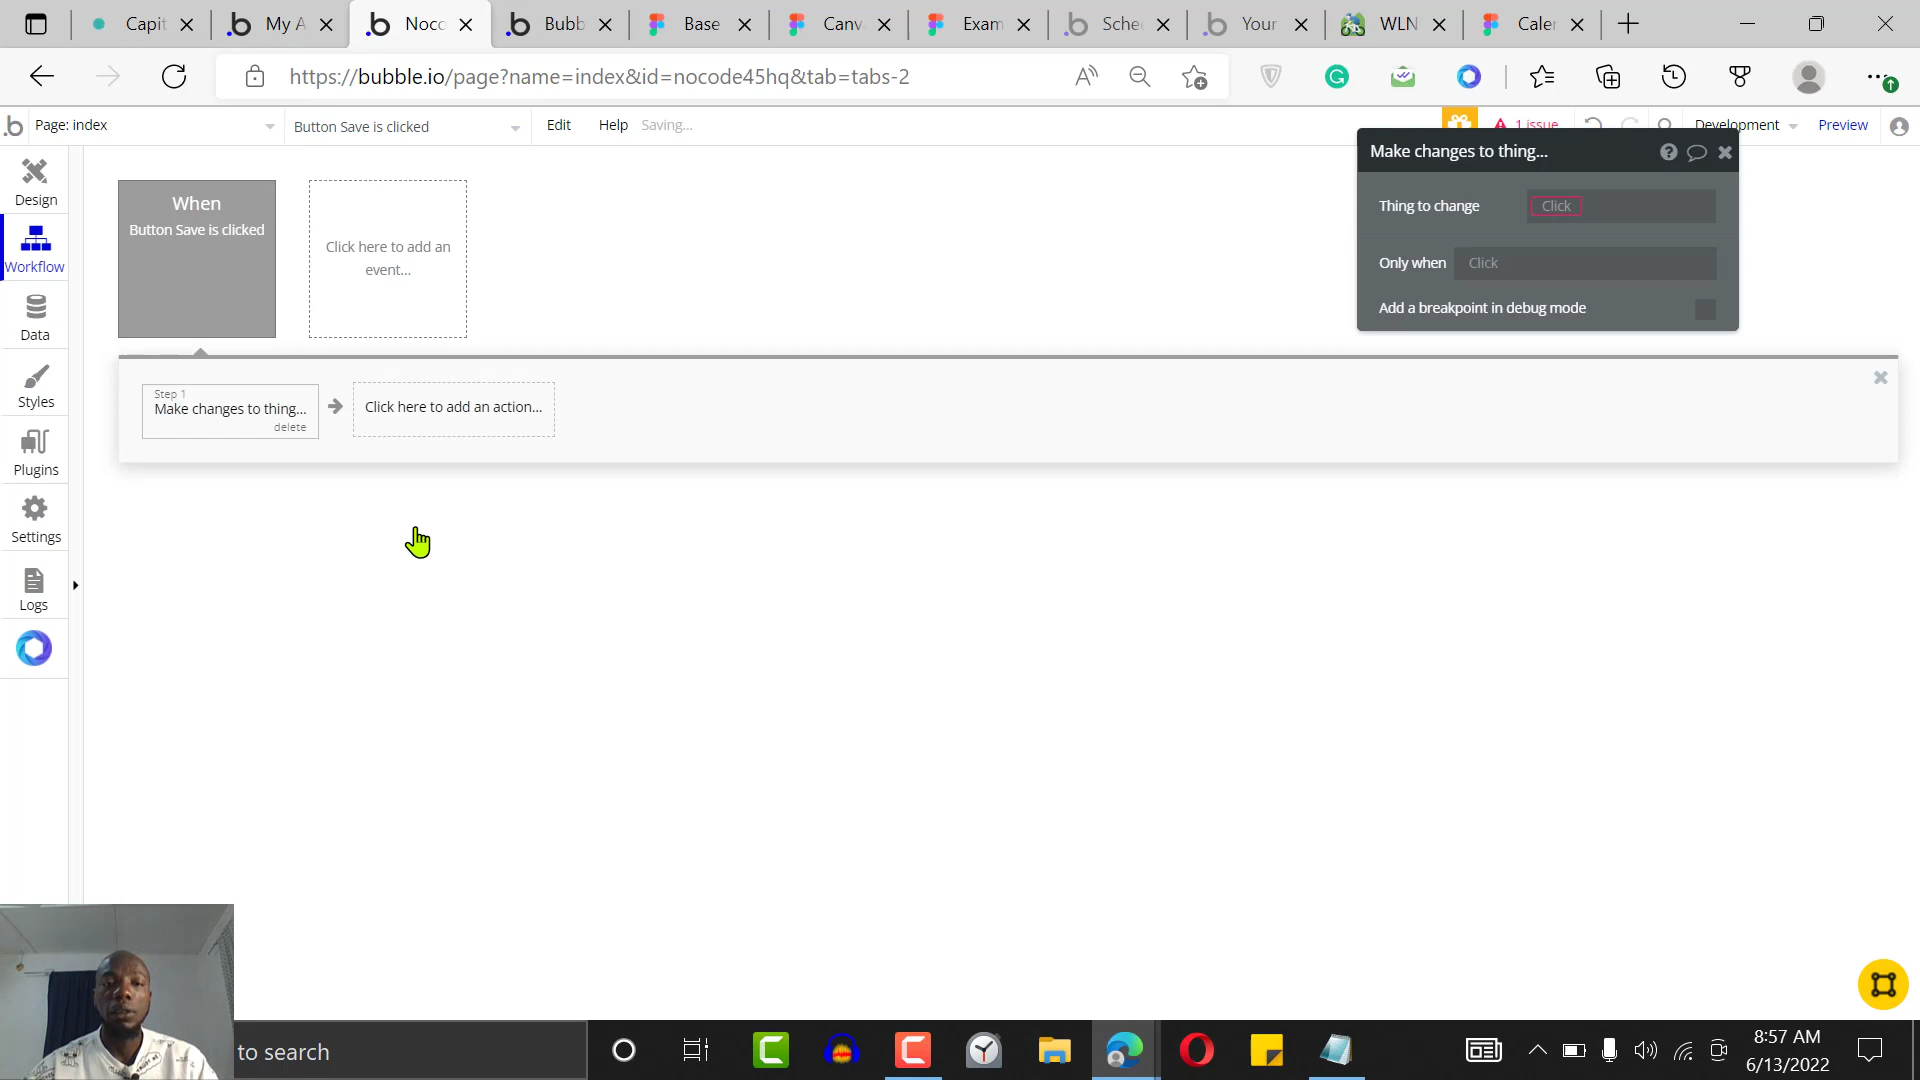 Capit
My A
Noco
Bubb
Base
Canv
Exam
Sche
Your
WLN
Caler
https://bubble.io/page?name=index&id=nocode45hq&tab=tabs-2
Page: index
Button Save is clicked
Edit
Help
Saving...
1 issue
Development
Preview
Make changes to thing...
Thing to change
Click
Only when
Click
Add a breakpoint in debug mode
Design
Workflow
Data
Styles
Plugins
Settings
Logs
When
Button Save is clicked
Click here to add an
event...
Step 1
Make changes to thing...
delete
Click here to add an action...
to search
8:57 AM
6/13/2022